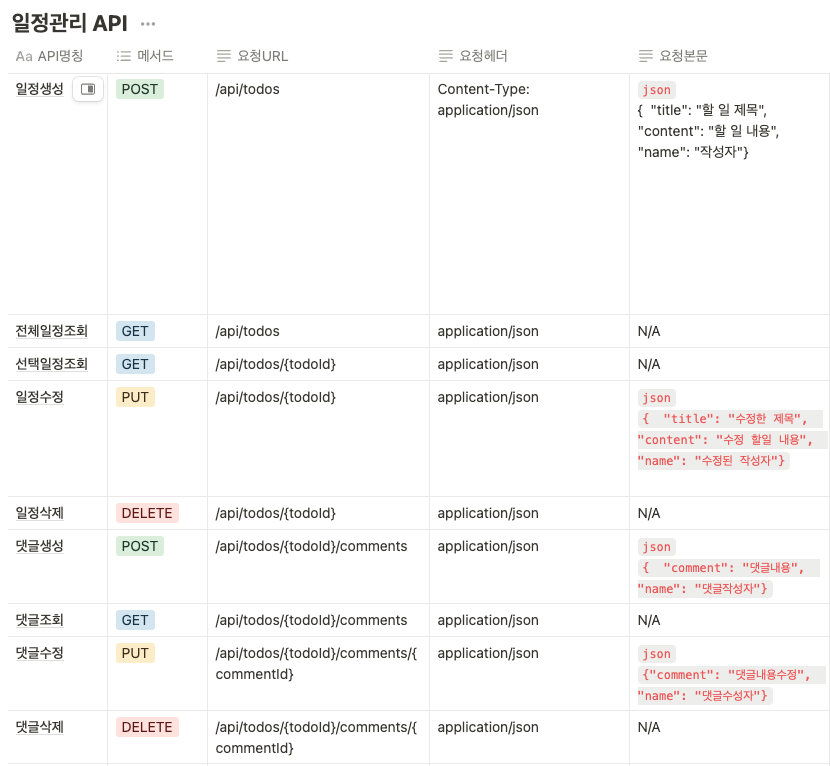 일정관리 API ...
Aa API명칭 메서드 요청URL 요청헤더 요청본문
일정생성 POST /api/todos Content-Type: json
application/json { "title": "할 일 제목",
"content": "할 일 내용",
"name": "작성자"}
전체일정조회 GET /api/todos application/json N/A
선택일정조회 GET /api/todos/{todoId} application/json N/A
일정수정 PUT /api/todos/{todoId} application/json json
{ "title": "수정한 제목",
"content": "수정 할일 내용",
"name": "수정된 작성자"}
일정삭제 DELETE /api/todos/{todoId} application/json N/A
댓글생성 POST /api/todos/{todoId}/comments application/json json
{ "comment": "댓글내용",
"name": "댓글작성자"}
댓글조회 GET /api/todos/{todoId}/comments application/json N/A
댓글수정 PUT /api/todos/{todoId}/comments/{ application/json json
commentId} {"comment": "댓글내용수정",
"name": "댓글수성자"}
댓글삭제 DELETE /api/todos/{todoId}/comments/{ application/json N/A
commentId}